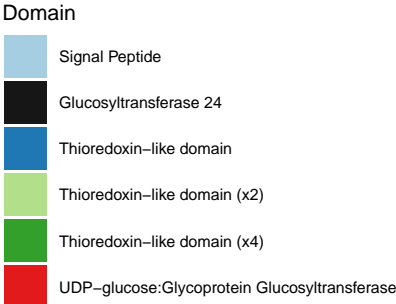 Domain
Signal Peptide
Glucosyltransferase 24
Thioredoxin−like domain
Thioredoxin−like domain (x2)
Thioredoxin−like domain (x4)
UDP−glucose:Glycoprotein Glucosyltransferase